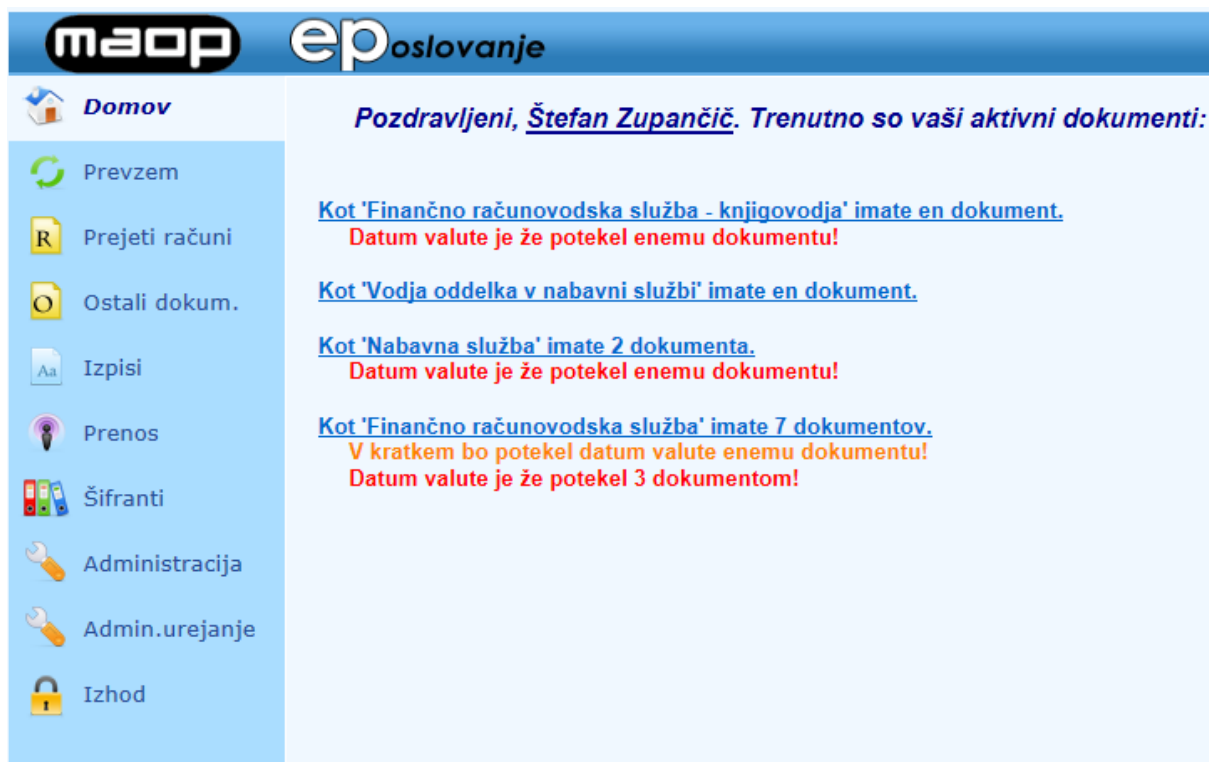 maop ePoslovanje
Domov
Pozdravljeni, Štefan Zupančič. Trenutno so vaši aktivni dokumenti:
Prevzem
R Prejeti računi
O Ostali dokum.
Aa Izpisi
Prenos
Šifranti
Administracija
Admin.urejanje
Izhod
Kot 'Finančno računovodska služba - knjigovodja' imate en dokument.
Datum valute je že potekel enemu dokumentu!
Kot 'Vodja oddelka v nabavni službi' imate en dokument.
Kot 'Nabavna služba' imate 2 dokumenta.
Datum valute je že potekel enemu dokumentu!
Kot 'Finančno računovodska služba' imate 7 dokumentov.
V kratkem bo potekel datum valute enemu dokumentu!
Datum valute je že potekel 3 dokumentom!